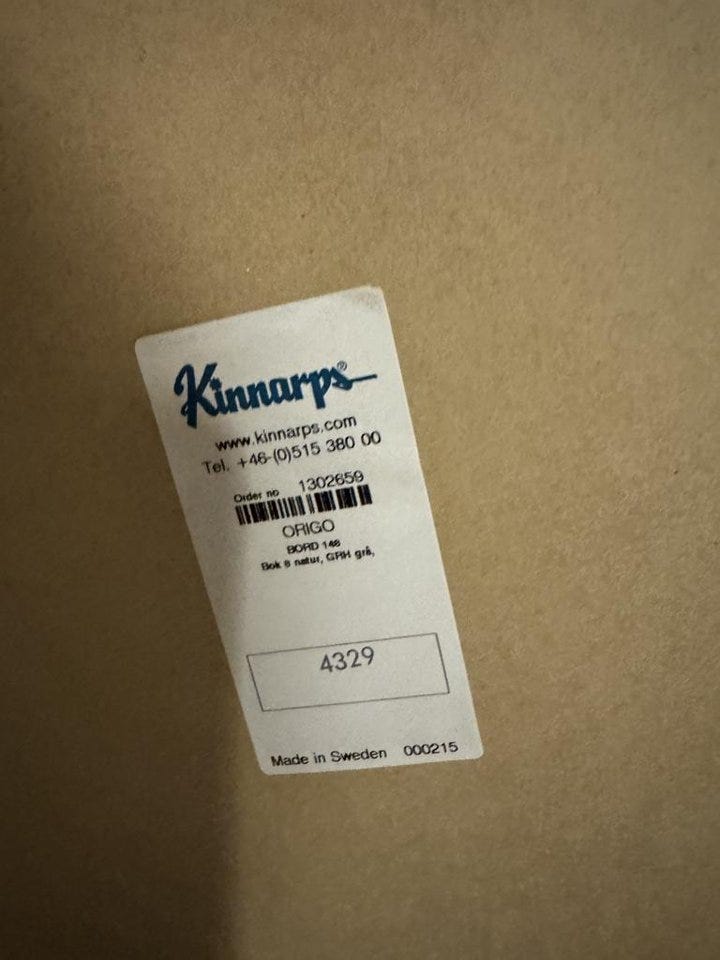 Kinnarps®
www.kinnarps.com
Tel. +46-(0)515 380 00
Order no 1302659
ORIGO
BORD 148
Bok 8 natur, GRH grå,
4329
Made in Sweden 000215